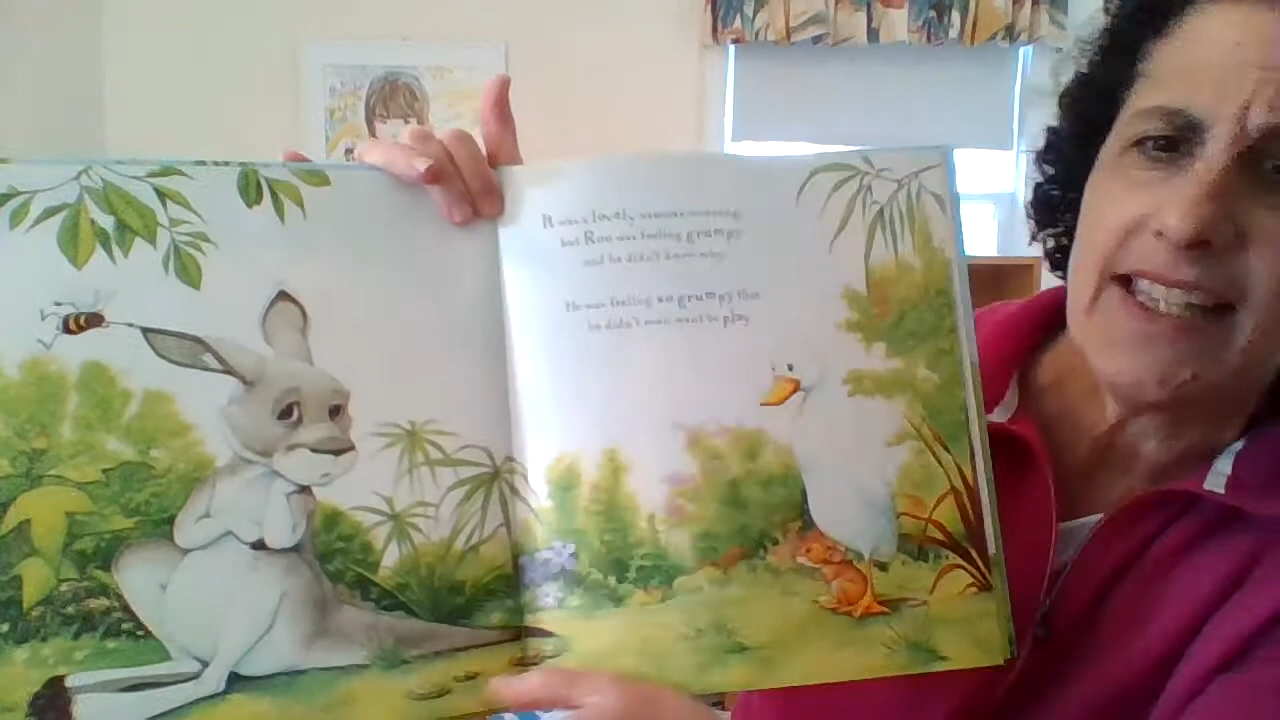 It was a lovely summer morning,
but Roo was feeling grumpy
and he didn't know why.
He was feeling so grumpy that
he didn't even want to play.